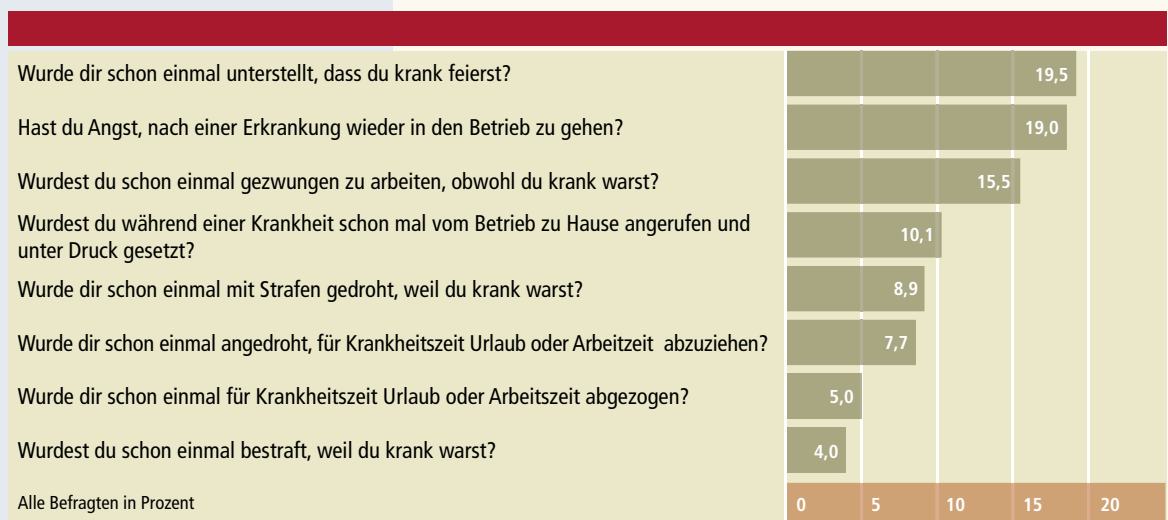 Wurde dir schon einmal unterstellt, dass du krank feierst? 19,5
Hast du Angst, nach einer Erkrankung wieder in den Betrieb zu gehen? 19,0
Wurdest du schon einmal gezwungen zu arbeiten, obwohl du krank warst? 15,5
Wurdest du während einer Krankheit schon mal vom Betrieb zu Hause angerufen und
unter Druck gesetzt? 10,1
Wurde dir schon einmal mit Strafen gedroht, weil du krank warst? 8,9
Wurde dir schon einmal angedroht, für Krankheitszeit Urlaub oder Arbeitzeit abzuziehen? 7,7
Wurde dir schon einmal für Krankheitszeit Urlaub oder Arbeitszeit abgezogen? 5,0
Wurdest du schon einmal bestraft, weil du krank warst? 4,0
Alle Befragten in Prozent 0 5 10 15 20